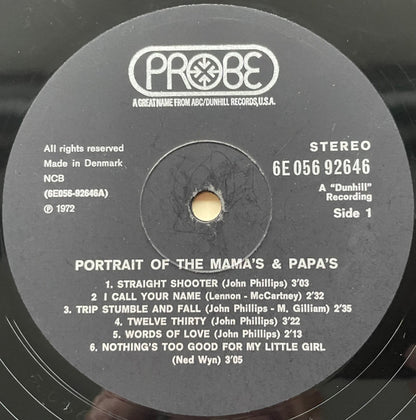 PROBE
A GREAT NAME FROM ABC/DUNHILL RECORDS, U.S.A.
All rights reserved
Made in Denmark
NCB
(6E056-92646A)
℗ 1972
STEREO
6E 056 92646
A "Dunhill"
Recording
Side 1
PORTRAIT OF THE MAMA'S & PAPA'S
1. STRAIGHT SHOOTER (John Phillips) 3'03
2 I CALL YOUR NAME (Lennon - McCartney) 2'32
3. TRIP STUMBLE AND FALL (John Phillips - M. Gilliam) 2'35
4. TWELVE THIRTY (John Phillips) 3'22
5. WORDS OF LOVE (John Phillips) 2'13
6. NOTHING'S TOO GOOD FOR MY LITTLE GIRL
(Ned Wyn) 3'05